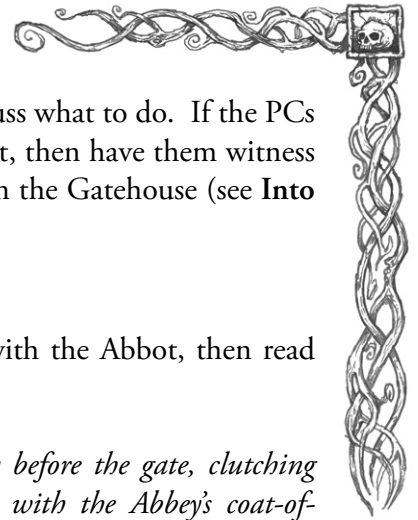 uss what to do. If the PCs
t, then have them witness
n the Gatehouse (see Into
with the Abbot, then read
before the gate, clutching
with the Abbey's coat-of-